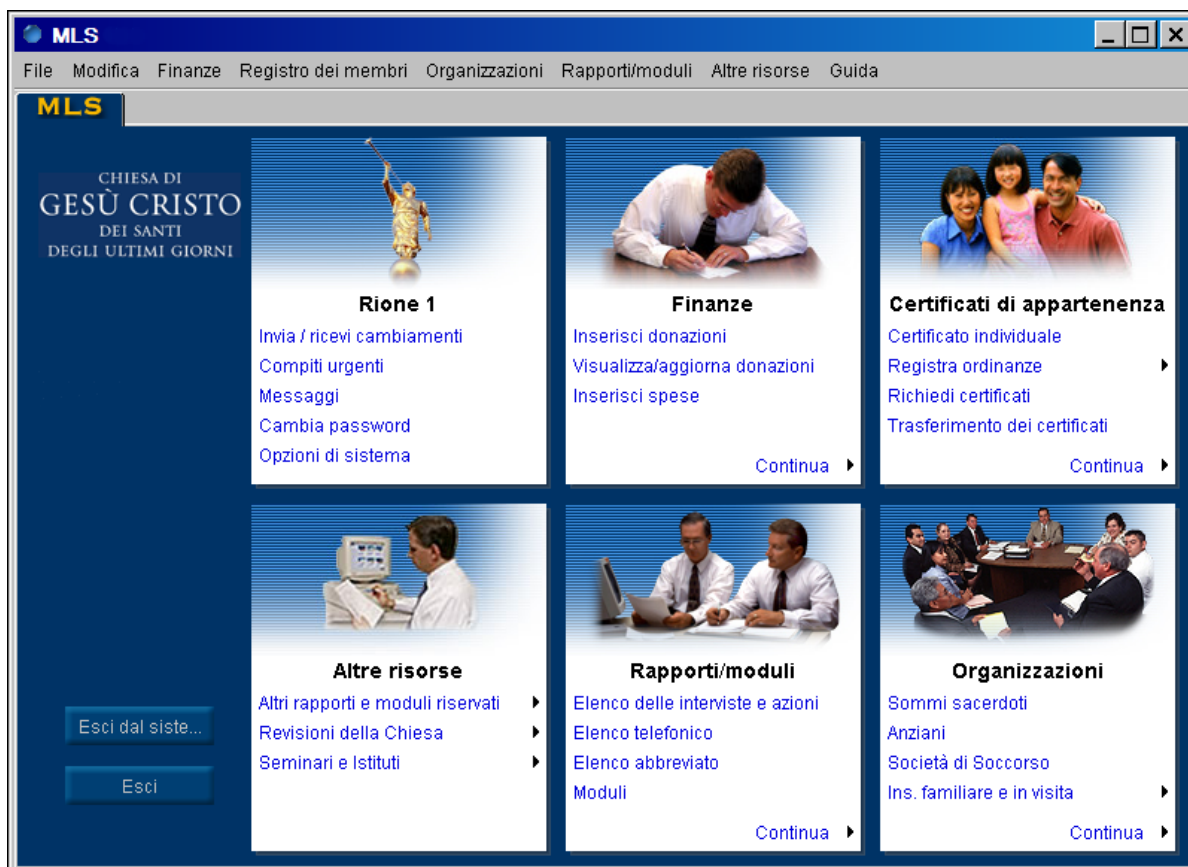 MLS
File Modifica Finanze Registro dei membri Organizzazioni Rapporti/moduli Altre risorse Guida
MLS
CHIESA DI
GESÙ CRISTO
DEI SANTI
DEGLI ULTIMI GIORNI
Rione 1
Invia / ricevi cambiamenti
Compiti urgenti
Messaggi
Cambia password
Opzioni di sistema
Finanze
Inserisci donazioni
Visualizza/aggiorna donazioni
Inserisci spese
Continua
Certificati di appartenenza
Certificato individuale
Registra ordinanze
Richiedi certificati
Trasferimento dei certificati
Continua
Altre risorse
Altri rapporti e moduli riservati
Revisioni della Chiesa
Seminari e Istituti
Rapporti/moduli
Elenco delle interviste e azioni
Elenco telefonico
Elenco abbreviato
Moduli
Continua
Organizzazioni
Sommi sacerdoti
Anziani
Società di Soccorso
Ins. familiare e in visita
Continua
Esci dal siste...
Esci